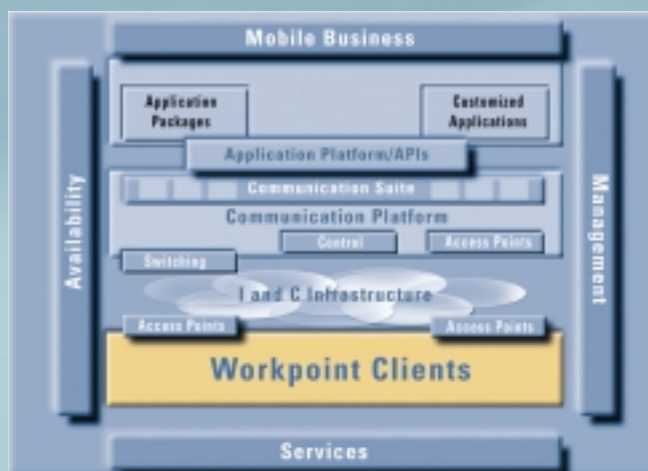 Mobile Business
Application
Packages
Customized
Applications
Application Platform/APIs
Communication Suite
Communication Platform
Control
Access Points
Switching
I and C Infrastructure
Access Points
Access Points
Workpoint Clients
Services
Availability
Management